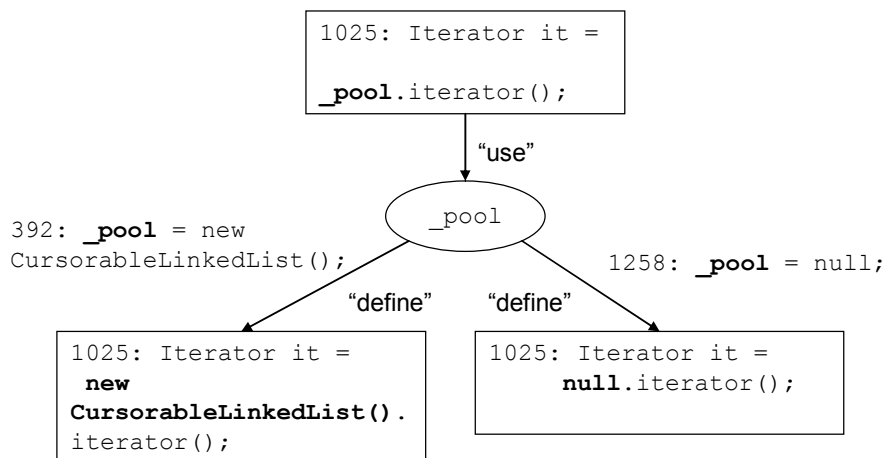 1025: Iterator it =
_pool.iterator();
“use”
_pool
392: _pool = new
CursorableLinkedList();
1258: _pool = null;
“define”
“define”
1025: Iterator it =
new
CursorableLinkedList().
iterator();
1025: Iterator it =
null.iterator();